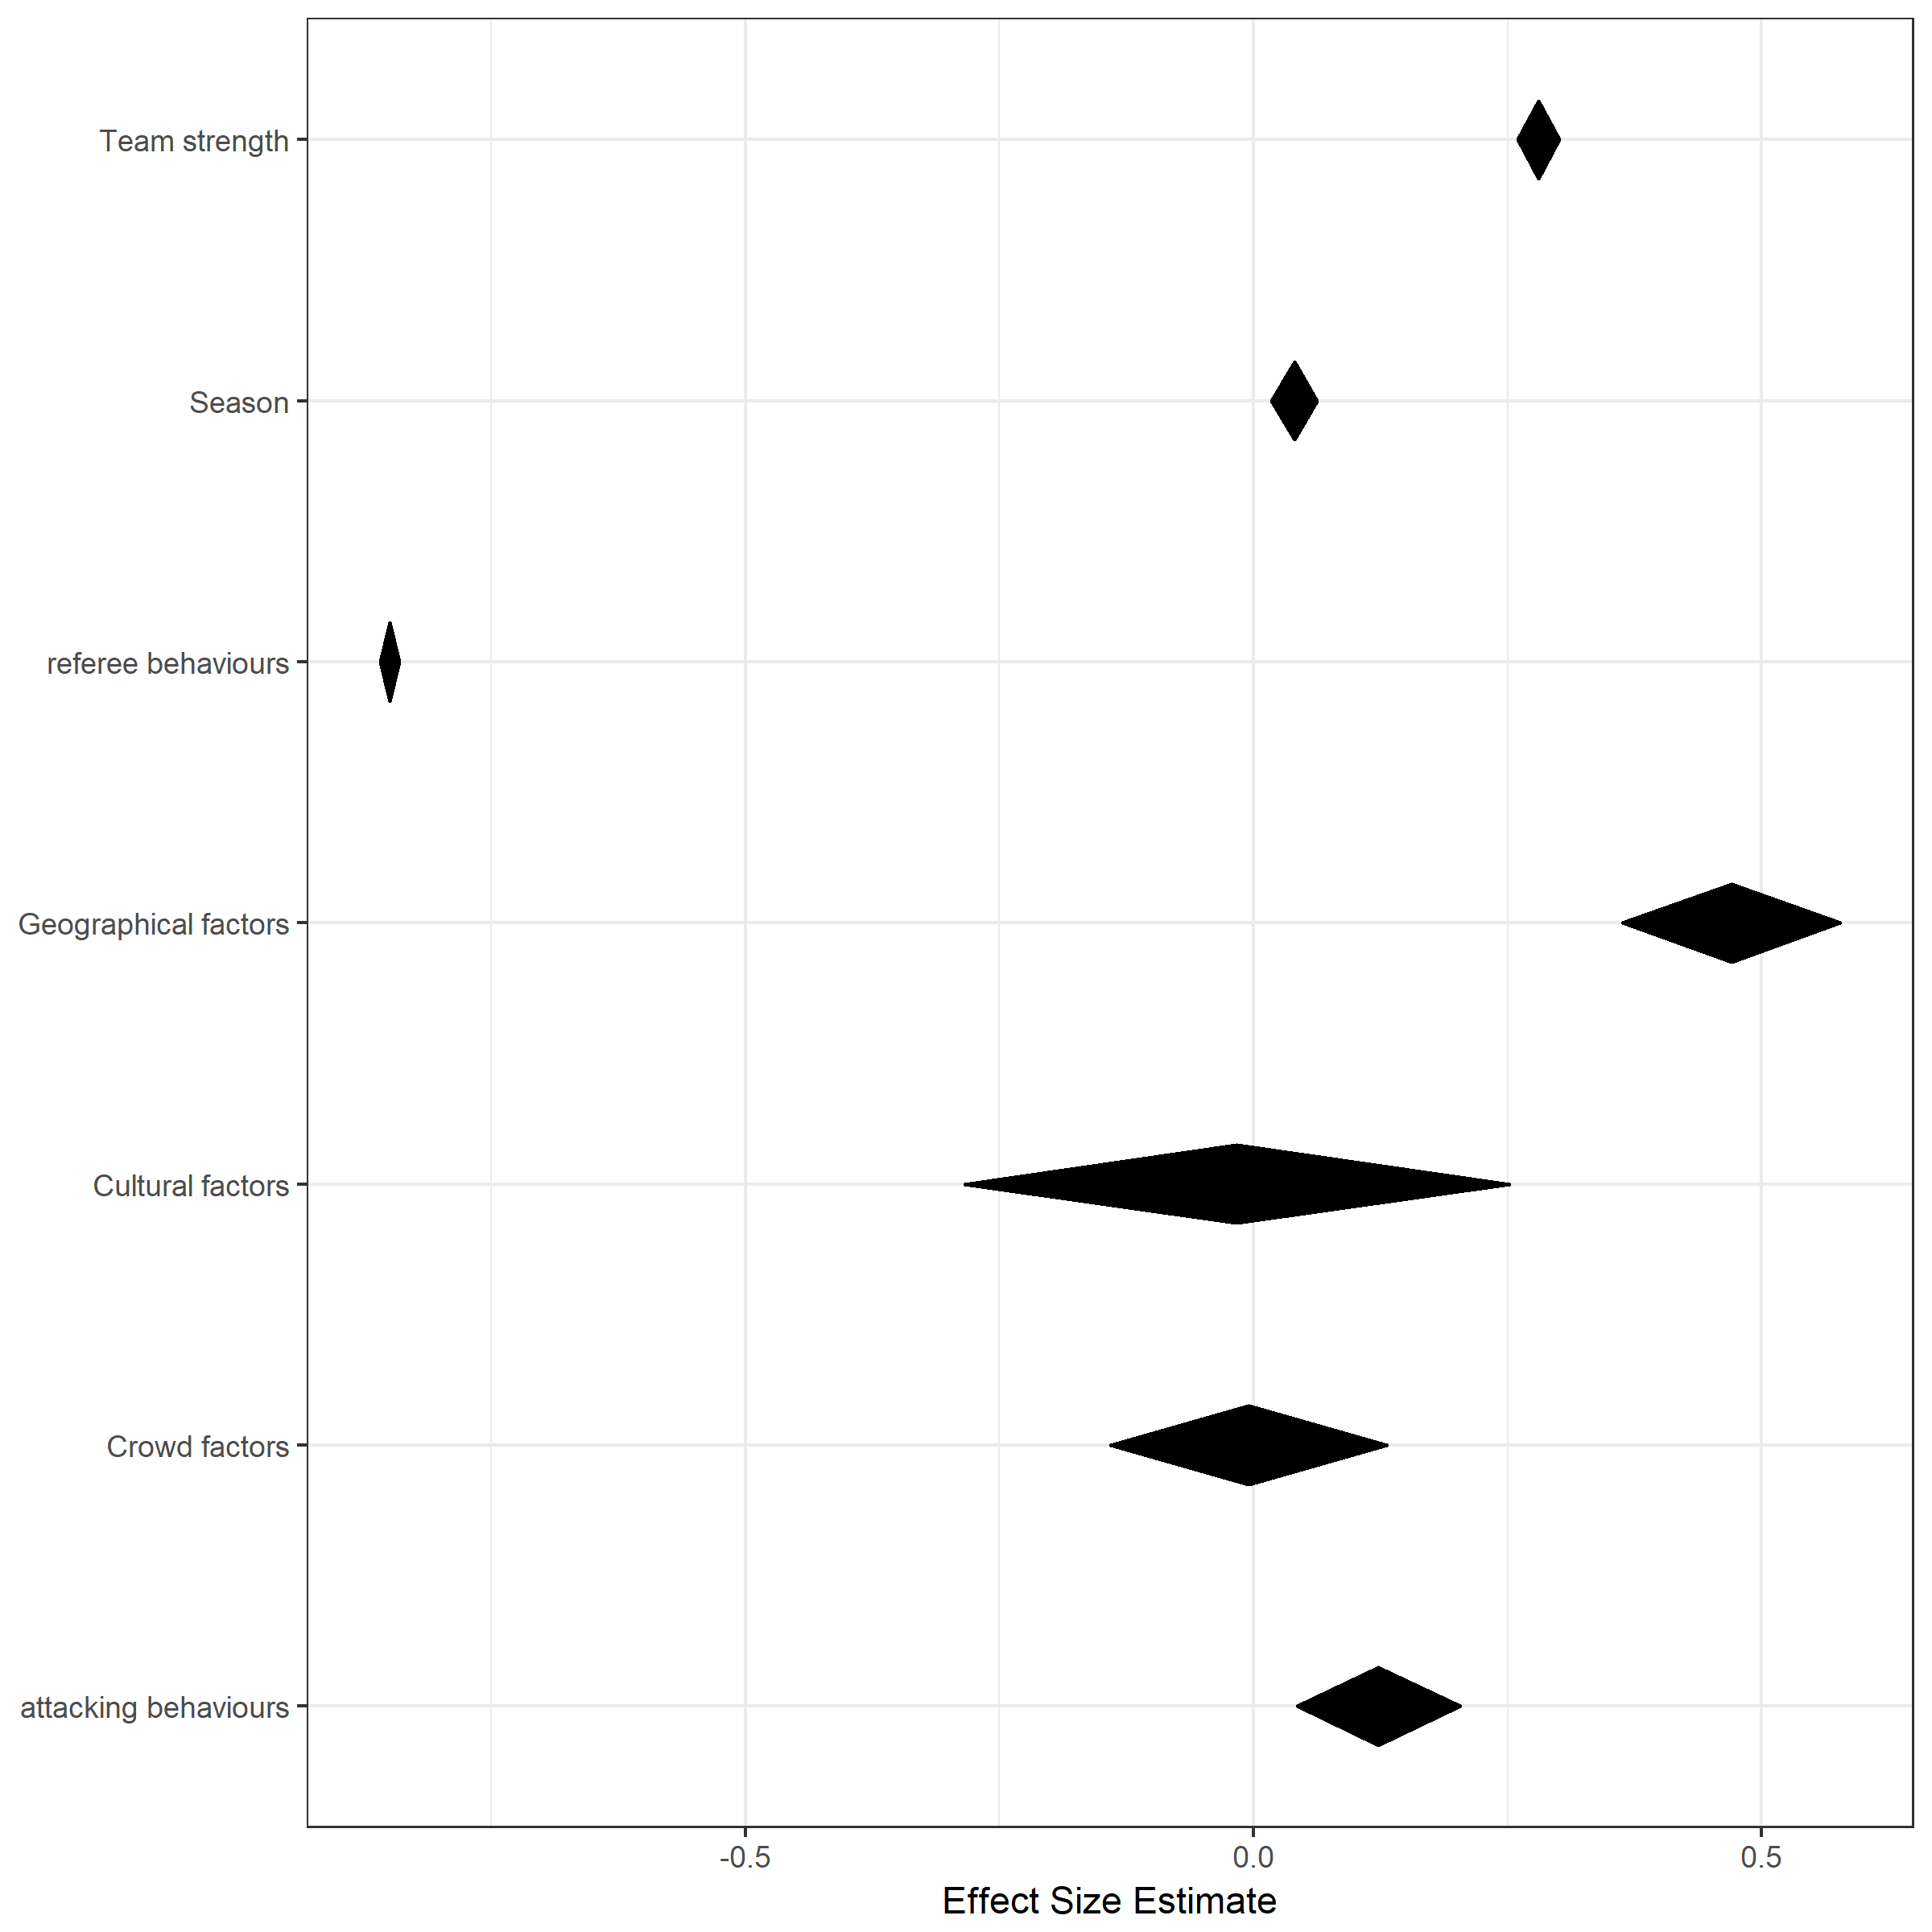 Team strength
Season
referee behaviours
Geographical factors
Cultural factors
Crowd factors
attacking behaviours
-0.5
0.0
0.5
Effect Size Estimate